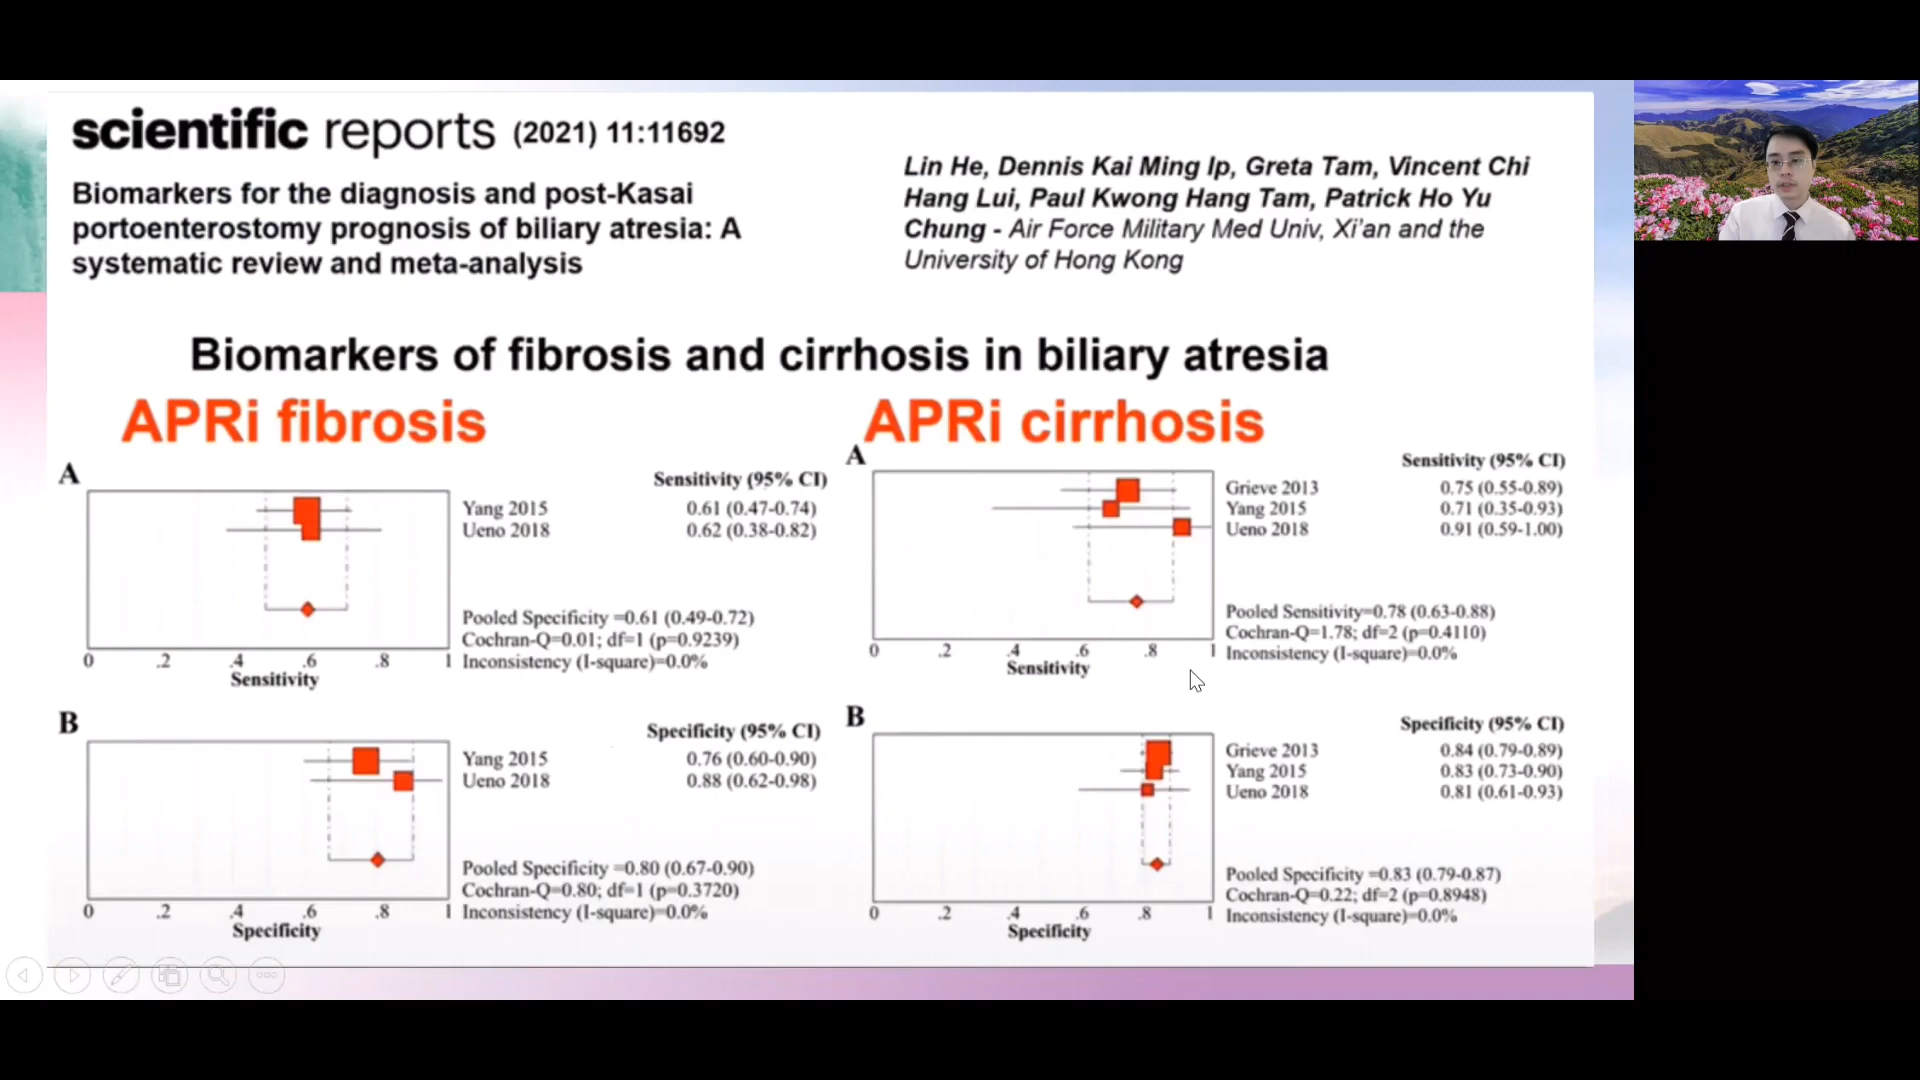 scientific reports (2021) 11:11692
Biomarkers for the diagnosis and post-Kasai
portoenterostomy prognosis of biliary atresia: A
systematic review and meta-analysis
Lin He, Dennis Kai Ming Ip, Greta Tam, Vincent Chi
Hang Lui, Paul Kwong Hang Tam, Patrick Ho Yu
Chung - Air Force Military Med Univ, Xi'an and the
University of Hong Kong
Biomarkers of fibrosis and cirrhosis in biliary atresia
APRi fibrosis
A
Sensitivity (95% CI)
Yang 2015 0.61 (0.47-0.74)
Ueno 2018 0.62 (0.38-0.82)
Pooled Specificity =0.61 (0.49-0.72)
Cochran-Q=0.01; df=1 (p=0.9239)
Inconsistency (I-square)=0.0%
0 .2 .4 .6 .8 1
Sensitivity
B
Specificity (95% CI)
Yang 2015 0.76 (0.60-0.90)
Ueno 2018 0.88 (0.62-0.98)
Pooled Specificity =0.80 (0.67-0.90)
Cochran-Q=0.80; df=1 (p=0.3720)
Inconsistency (I-square)=0.0%
0 .2 .4 .6 .8 1
Specificity
APRi cirrhosis
A
Sensitivity (95% CI)
Grieve 2013 0.75 (0.55-0.89)
Yang 2015 0.71 (0.35-0.93)
Ueno 2018 0.91 (0.59-1.00)
Pooled Sensitivity=0.78 (0.63-0.88)
Cochran-Q=1.78; df=2 (p=0.4110)
Inconsistency (I-square)=0.0%
0 .2 .4 .6 .8 1
Sensitivity
B
Specificity (95% CI)
Grieve 2013 0.84 (0.79-0.89)
Yang 2015 0.83 (0.73-0.90)
Ueno 2018 0.81 (0.61-0.93)
Pooled Specificity =0.83 (0.79-0.87)
Cochran-Q=0.22; df=2 (p=0.8948)
Inconsistency (I-square)=0.0%
0 .2 .4 .6 .8 1
Specificity